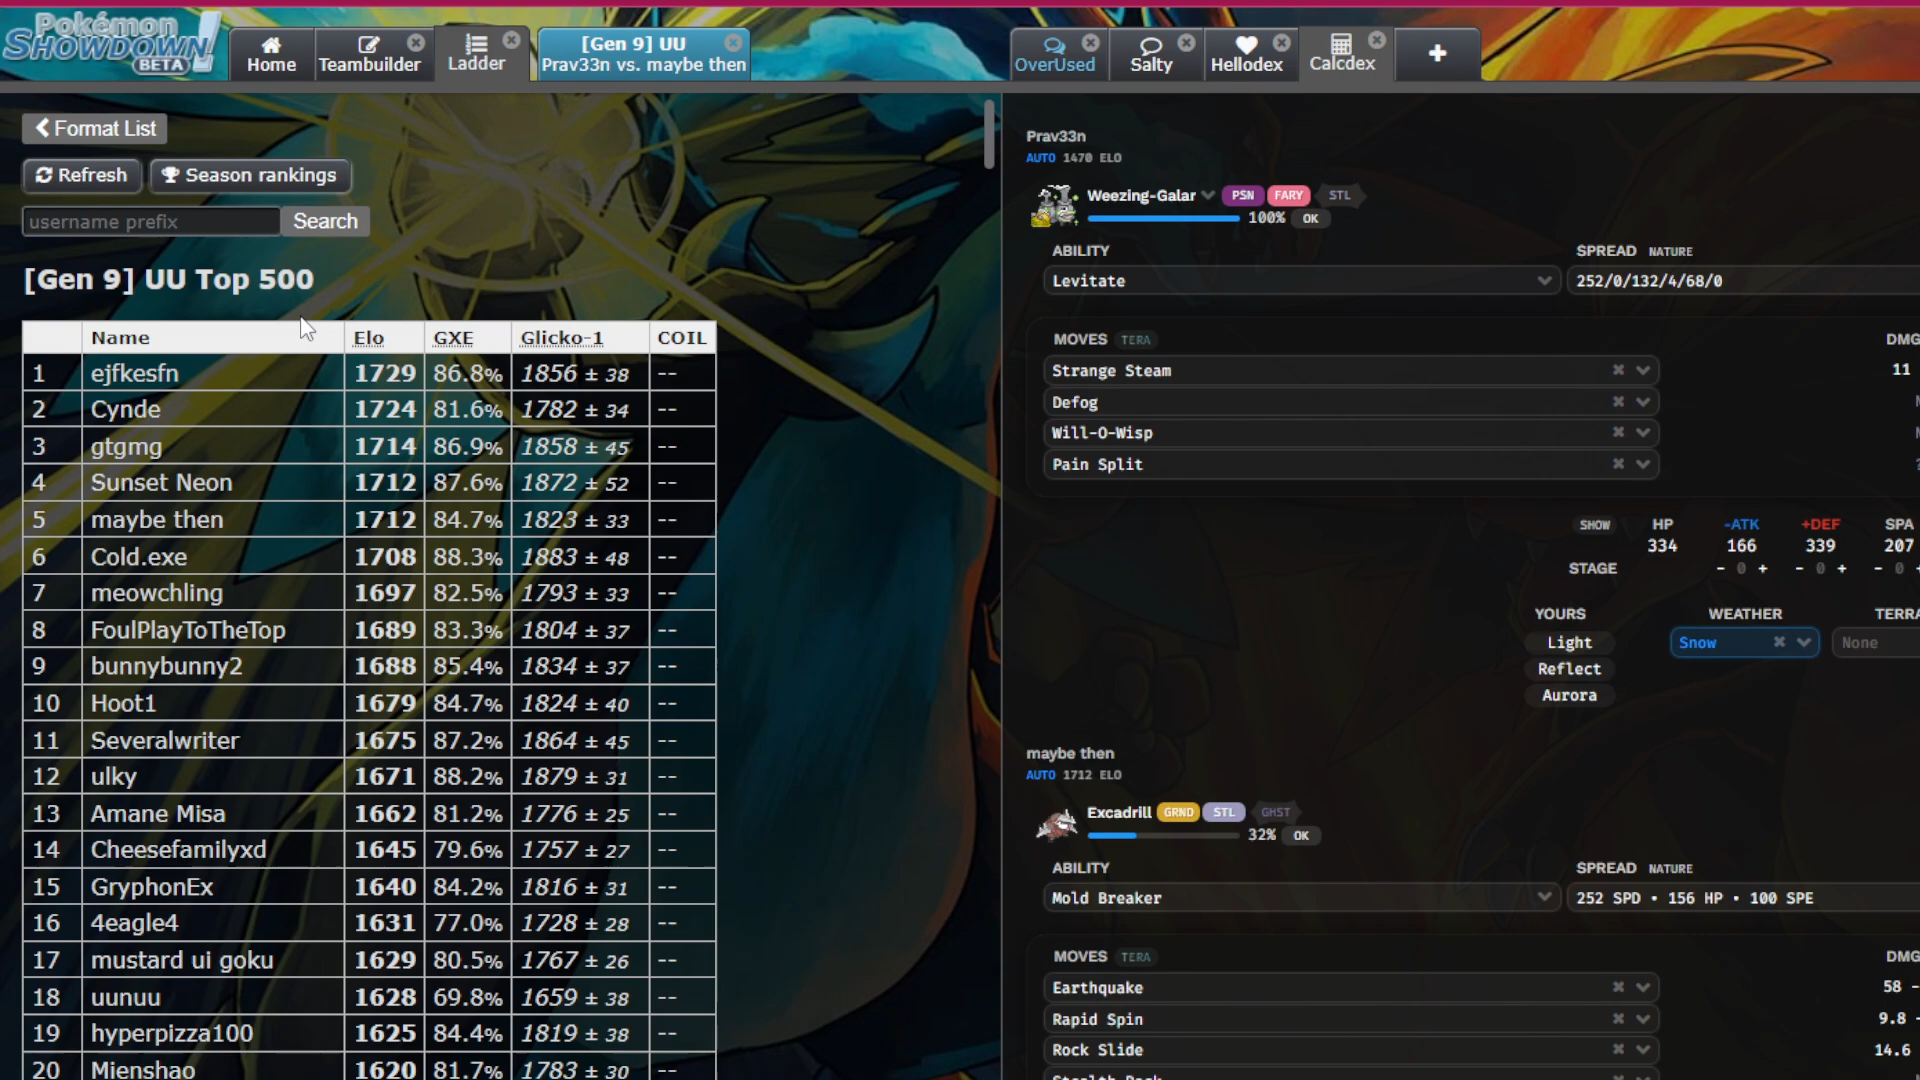 Pokémon
SHOWDOWN!
BETA
Home
Teambuilder
Ladder
[Gen 9] UU
Prav33n vs. maybe then
OverUsed
Salty
Hellodex
Calcdex
Format List
Refresh
Season rankings
username prefix
Search
[Gen 9] UU Top 500
Name Elo GXE Glicko-1 COIL
1 ejfkesfn 1729 86.8% 1856 ± 38 --
2 Cynde 1724 81.6% 1782 ± 34 --
3 gtgmg 1714 86.9% 1858 ± 45 --
4 Sunset Neon 1712 87.6% 1872 ± 52 --
5 maybe then 1712 84.7% 1823 ± 33 --
6 Cold.exe 1708 88.3% 1883 ± 48 --
7 meowchling 1697 82.5% 1793 ± 33 --
8 FoulPlayToTheTop 1689 83.3% 1804 ± 37 --
9 bunnybunny2 1688 85.4% 1834 ± 37 --
10 Hoot1 1679 84.7% 1824 ± 40 --
11 Severalwriter 1675 87.2% 1864 ± 45 --
12 ulky 1671 88.2% 1879 ± 31 --
13 Amane Misa 1662 81.2% 1776 ± 25 --
14 Cheesefamilyxd 1645 79.6% 1757 ± 27 --
15 GryphonEx 1640 84.2% 1816 ± 31 --
16 4eagle4 1631 77.0% 1728 ± 28 --
17 mustard ui goku 1629 80.5% 1767 ± 26 --
18 uunuu 1628 69.8% 1659 ± 38 --
19 hyperpizza100 1625 84.4% 1819 ± 38 --
20 Mienshao 1620 81.7% 1783 ± 30 --
Prav33n
AUTO 1470 ELO
Weezing-Galar PSN FARY STL
100% OK
ABILITY SPREAD NATURE
Levitate 252/0/132/4/68/0
MOVES TERA DMG
Strange Steam 11
Defog
Will-O-Wisp
Pain Split
SHOW HP -ATK +DEF SPA
334 166 339 207
STAGE - 0 + - 0 + - 0 +
YOURS WEATHER TERRA
Light Snow None
Reflect
Aurora
maybe then
AUTO 1712 ELO
Excadrill GRND STL GHST
32% OK
ABILITY SPREAD NATURE
Mold Breaker 252 SPD • 156 HP • 100 SPE
MOVES TERA DMG
Earthquake 58 -
Rapid Spin 9.8 -
Rock Slide 14.6